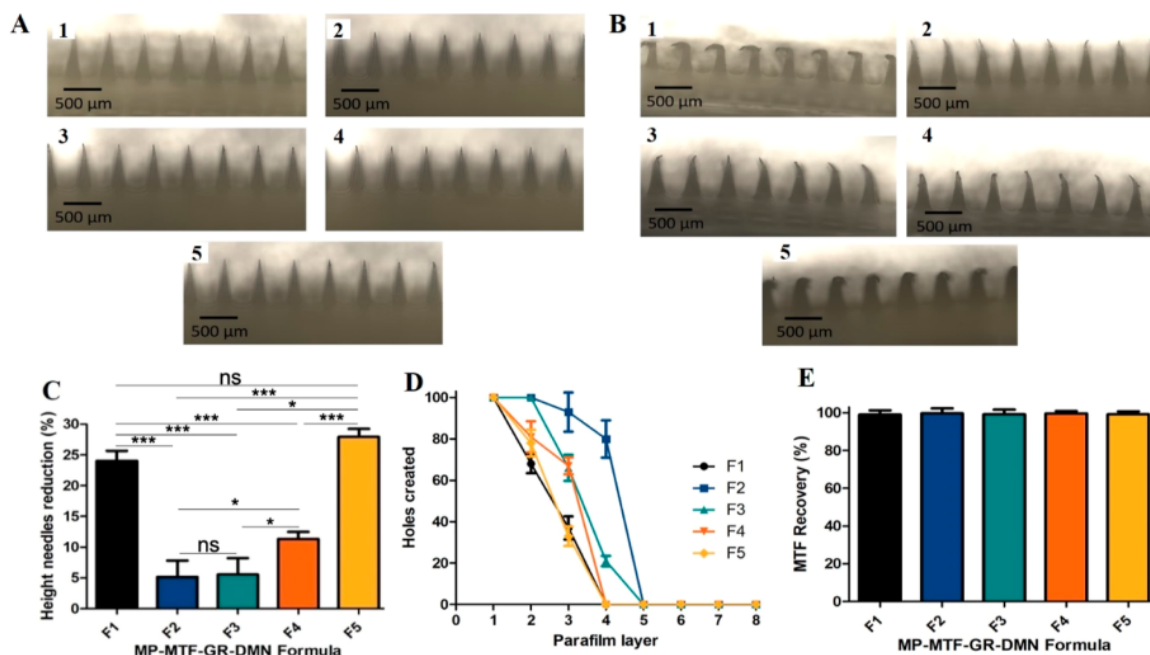 A
1
500 µm
2
500 µm
3
500 µm
4
500 µm
5
500 µm
B
1
500 µm
2
500 µm
3
500 µm
4
500 µm
5
500 µm
C
ns
***
*
***
***
***
***
*
*
ns
Height needles reduction (%)
30
25
20
15
10
5
0
F1
F2
F3
F4
F5
MP-MTF-GR-DMN Formula
D
Holes created
100
80
60
40
20
0
0 1 2 3 4 5 6 7 8
Parafilm layer
F1
F2
F3
F4
F5
E
MTF Recovery (%)
100
80
60
40
20
0
F1
F2
F3
F4
F5
MP-MTF-GR-DMN Formula